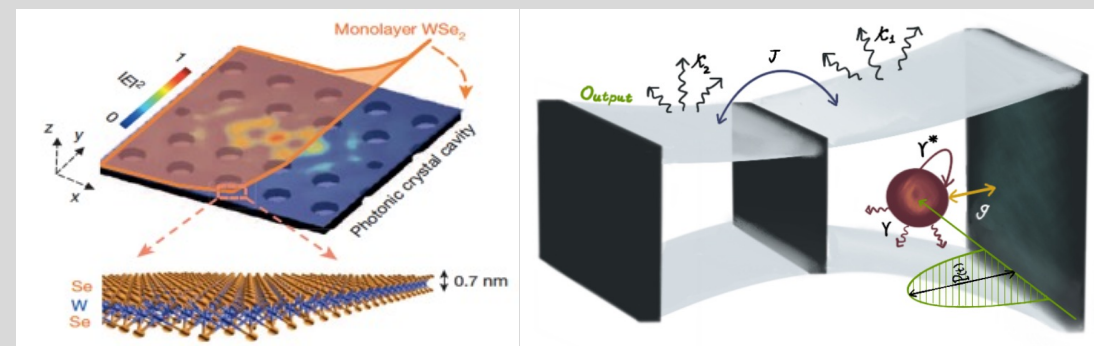 Monolayer WSe₂
|E|²
1
0
z
y
x
Photonic crystal cavity
Se
W
Se
0.7 nm
Output
κ₂
J
κ₁
γ*
g
γ
P(t)